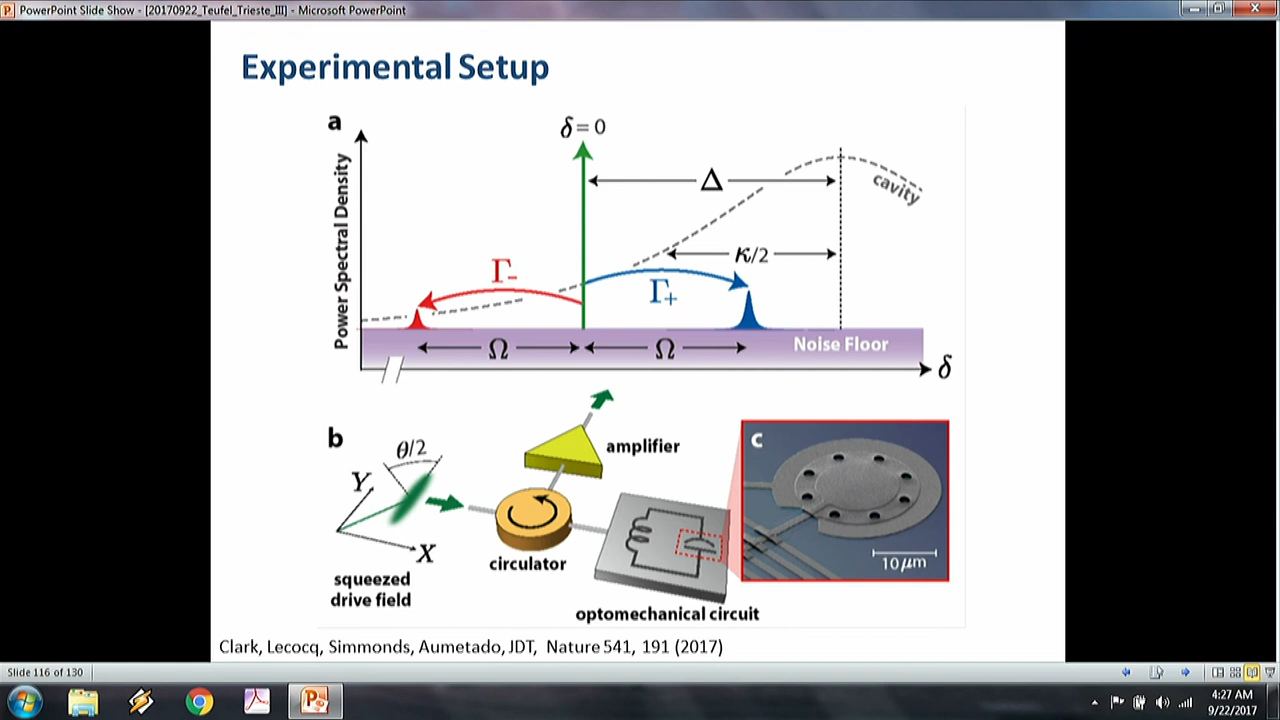 PowerPoint Slide Show - [20170922_Teufel_Trieste_III] - Microsoft PowerPoint
Experimental Setup
a
δ = 0
Power Spectral Density
Δ
cavity
κ/2
Γ-
Γ+
Ω
Ω
Noise Floor
δ
b
θ/2
Y
X
squeezed
drive field
amplifier
circulator
optomechanical circuit
c
10 μm
Clark, Lecocq, Simmonds, Aumetado, JDT, Nature 541, 191 (2017)
Slide 116 of 130
4:27 AM
9/22/2017